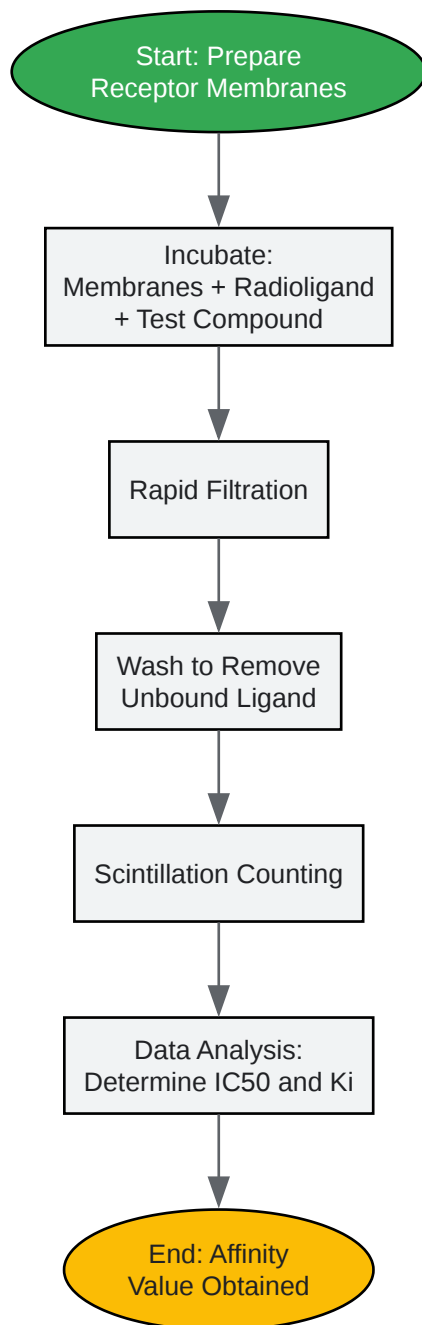 Start: Prepare
Receptor Membranes
Incubate:
Membranes + Radioligand
+ Test Compound
Rapid Filtration
Wash to Remove
Unbound Ligand
Scintillation Counting
Data Analysis:
Determine IC50 and Ki
End: Affinity
Value Obtained